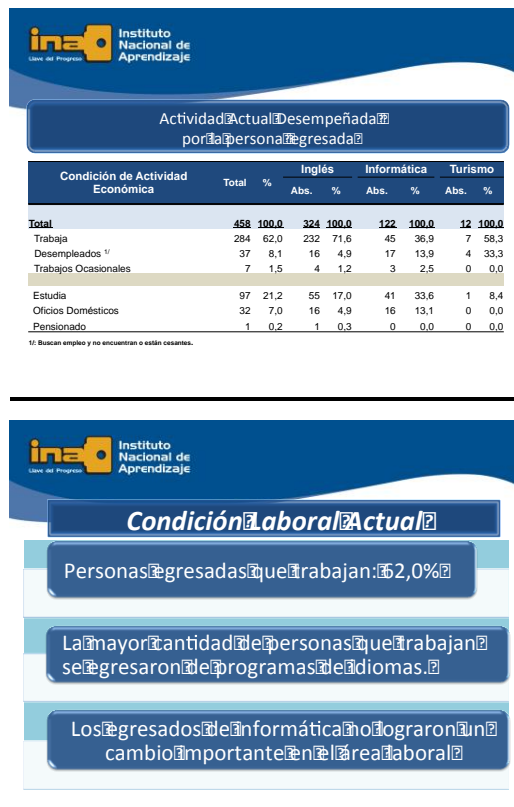 ina
Llave del Progreso
Instituto
Nacional de
Aprendizaje
Actividad Actual Desempeñada
por la persona egresada
Condición de Actividad Económica Total % Inglés Informática Turismo
Abs. % Abs. % Abs. %
Total 458 100,0 324 100,0 122 100,0 12 100,0
Trabaja 284 62,0 232 71,6 45 36,9 7 58,3
Desempleados 1/ 37 8,1 16 4,9 17 13,9 4 33,3
Trabajos Ocasionales 7 1,5 4 1,2 3 2,5 0 0,0
Estudia 97 21,2 55 17,0 41 33,6 1 8,4
Oficios Domésticos 32 7,0 16 4,9 16 13,1 0 0,0
Pensionado 1 0,2 1 0,3 0 0,0 0 0,0
1/: Buscan empleo y no encuentran o están cesantes.
ina
Llave del Progreso
Instituto
Nacional de
Aprendizaje
Condición Laboral Actual
Personas egresadas que trabajan: 62,0%
La mayor cantidad de personas que trabajan
se egresaron de programas de idiomas.
Los egresados de informática no lograron un
cambio importante en el área laboral